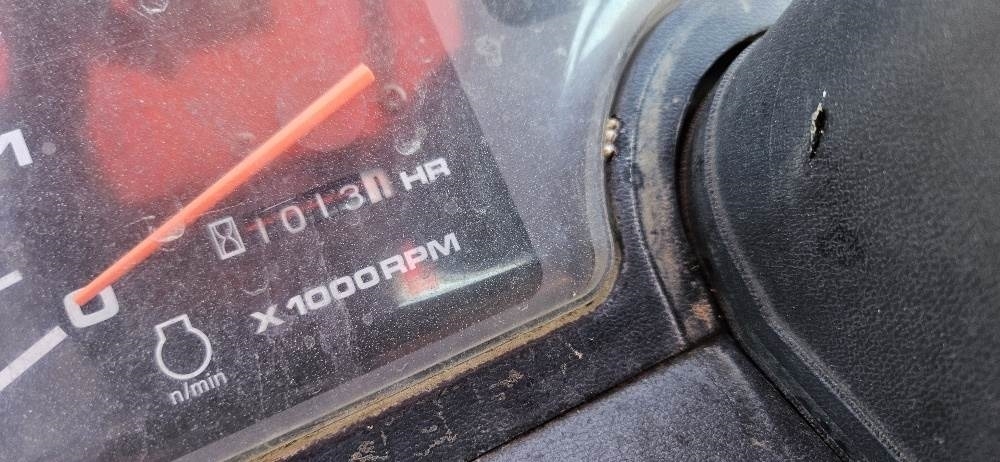 1013 HR
0
X1000RPM
n/min